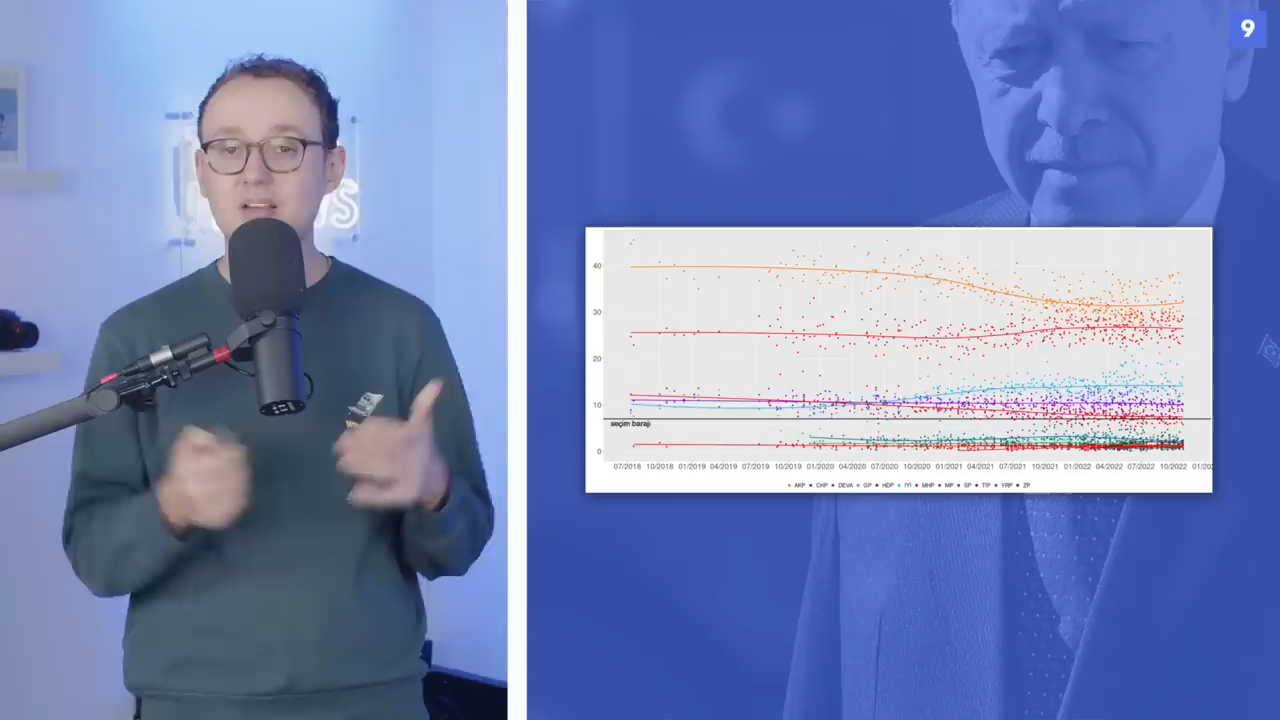 9
40
30
20
10
seçim barajı
0
07/2018 10/2018 01/2019 04/2019 07/2019 10/2019 01/2020 04/2020 07/2020 10/2020 01/2021 04/2021 07/2021 10/2021 01/2022 04/2022 07/2022 10/2022
AKP CHP DEVA GP HDP İYİ MHP MP SP TİP YRP ZP